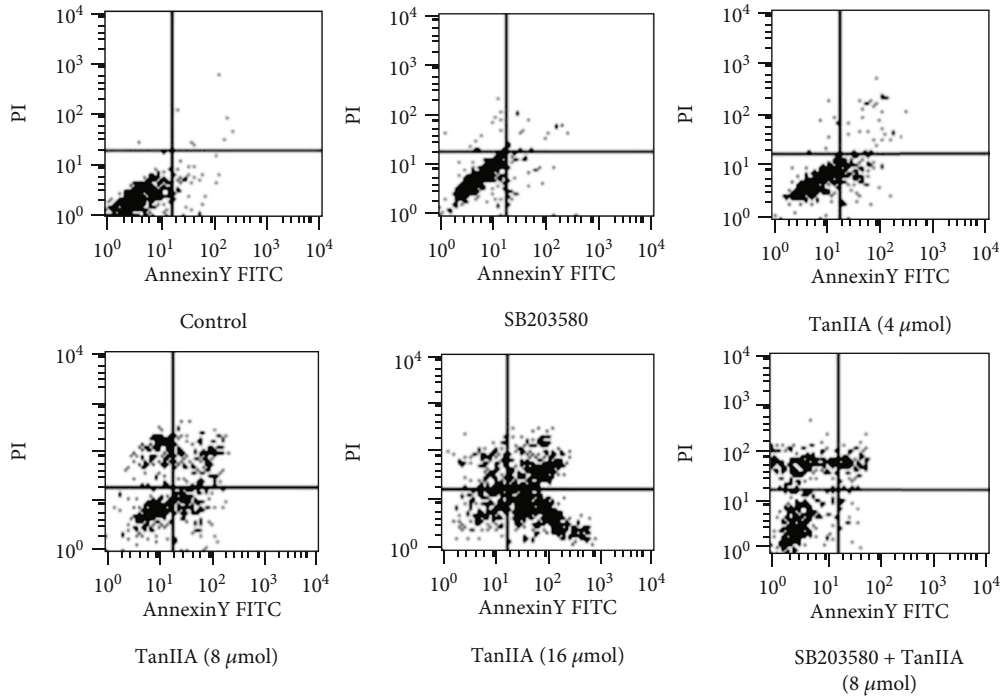 10⁴ 10⁴ 10⁴
10³ 10³ 10³
PI PI PI
10² 10² 10²
10¹ 10¹ 10¹
10⁰ 10⁰ 10⁰
10⁰ 10¹ 10² 10³ 10⁴ 10⁰ 10¹ 10² 10³ 10⁴ 10⁰ 10¹ 10² 10³ 10⁴
AnnexinY FITC AnnexinY FITC AnnexinY FITC
Control SB203580 TanIIA (4 μmol)
10⁴ 10⁴ 10⁴
10³
PI PI PI
10²
10¹
10⁰ 10⁰ 10⁰
10⁰ 10¹ 10² 10³ 10⁴ 10⁰ 10¹ 10² 10³ 10⁴ 10⁰ 10¹ 10² 10³ 10⁴
AnnexinY FITC AnnexinY FITC AnnexinY FITC
TanIIA (8 μmol) TanIIA (16 μmol) SB203580 + TanIIA
(8 μmol)